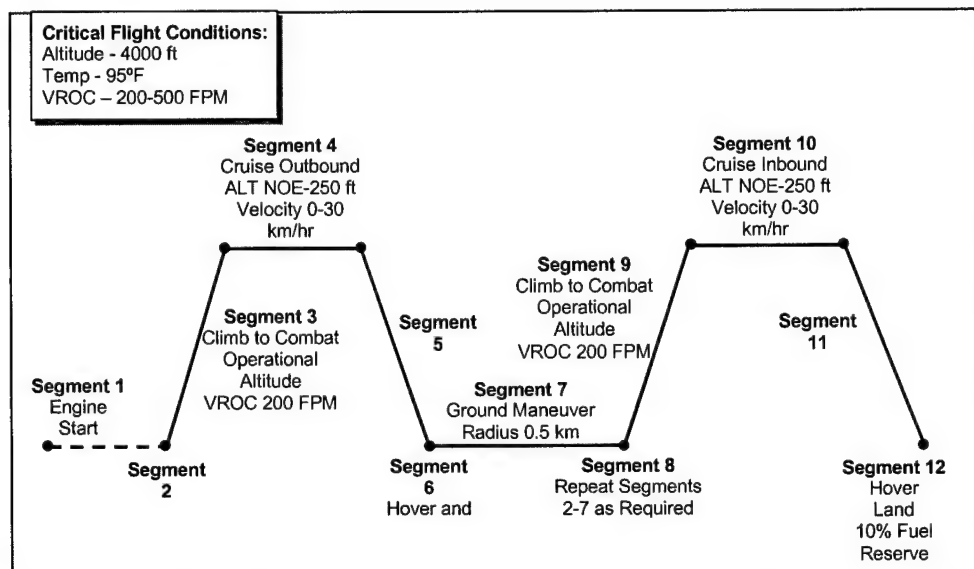 Critical Flight Conditions:
Altitude - 4000 ft
Temp - 95ºF
VROC – 200-500 FPM
Segment 4
Cruise Outbound
ALT NOE-250 ft
Velocity 0-30
km/hr
Segment 10
Cruise Inbound
ALT NOE-250 ft
Velocity 0-30
km/hr
Segment 3
Climb to Combat
Operational
Altitude
VROC 200 FPM
Segment
5
Segment 9
Climb to Combat
Operational
Altitude
VROC 200 FPM
Segment
11
Segment 1
Engine
Start
Segment
2
Segment 7
Ground Maneuver
Radius 0.5 km
Segment
6
Hover and
Segment 8
Repeat Segments
2-7 as Required
Segment 12
Hover
Land
10% Fuel
Reserve